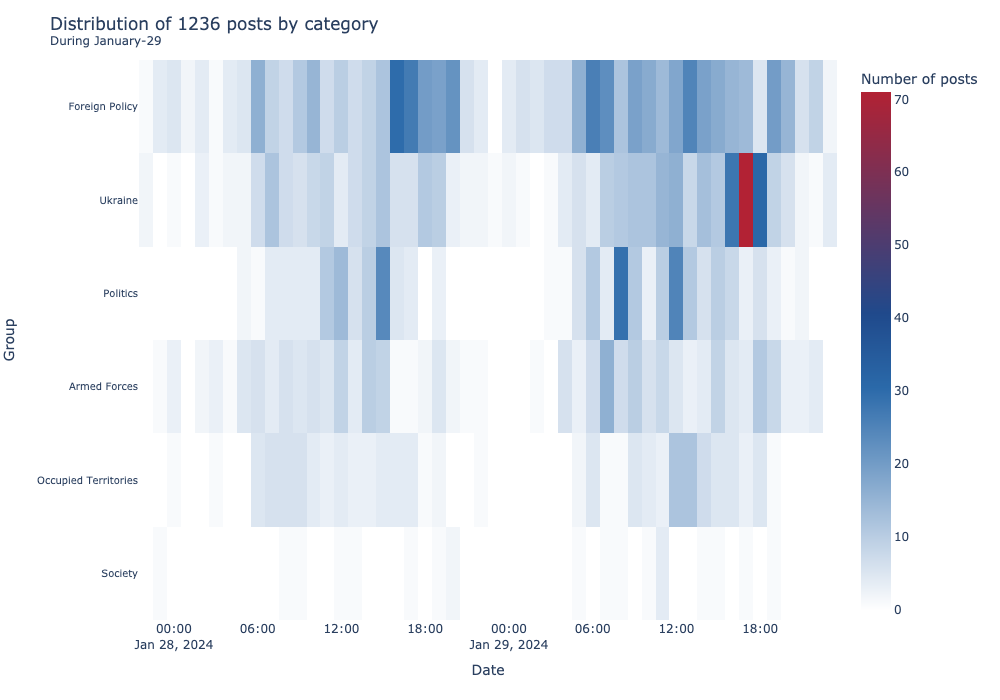 Distribution of 1236 posts by category
During January-29
Number of posts
Foreign Policy
Ukraine
Politics
Armed Forces
Occupied Territories
Society
Group
70
60
50
40
30
20
10
0
00:00 06:00 12:00 18:00 00:00 06:00 12:00 18:00
Jan 28, 2024 Jan 29, 2024
Date